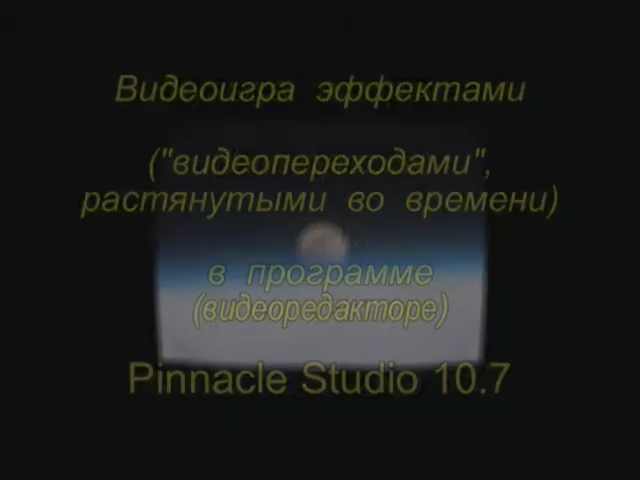 Видеоигра эффектами
("видеопереходами",
растянутыми во времени)
в программе
(видеоредакторе)
Pinnacle Studio 10.7